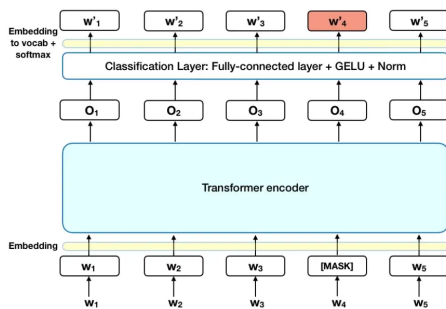 Embedding
to vocab +
softmax
w'₁ w'₂ w'₃ w'₄ w'₅
Classification Layer: Fully-connected layer + GELU + Norm
O₁ O₂ O₃ O₄ O₅
Transformer encoder
Embedding
W₁ W₂ W₃ [MASK] W₅
W₁ W₂ W₃ W₄ W₅